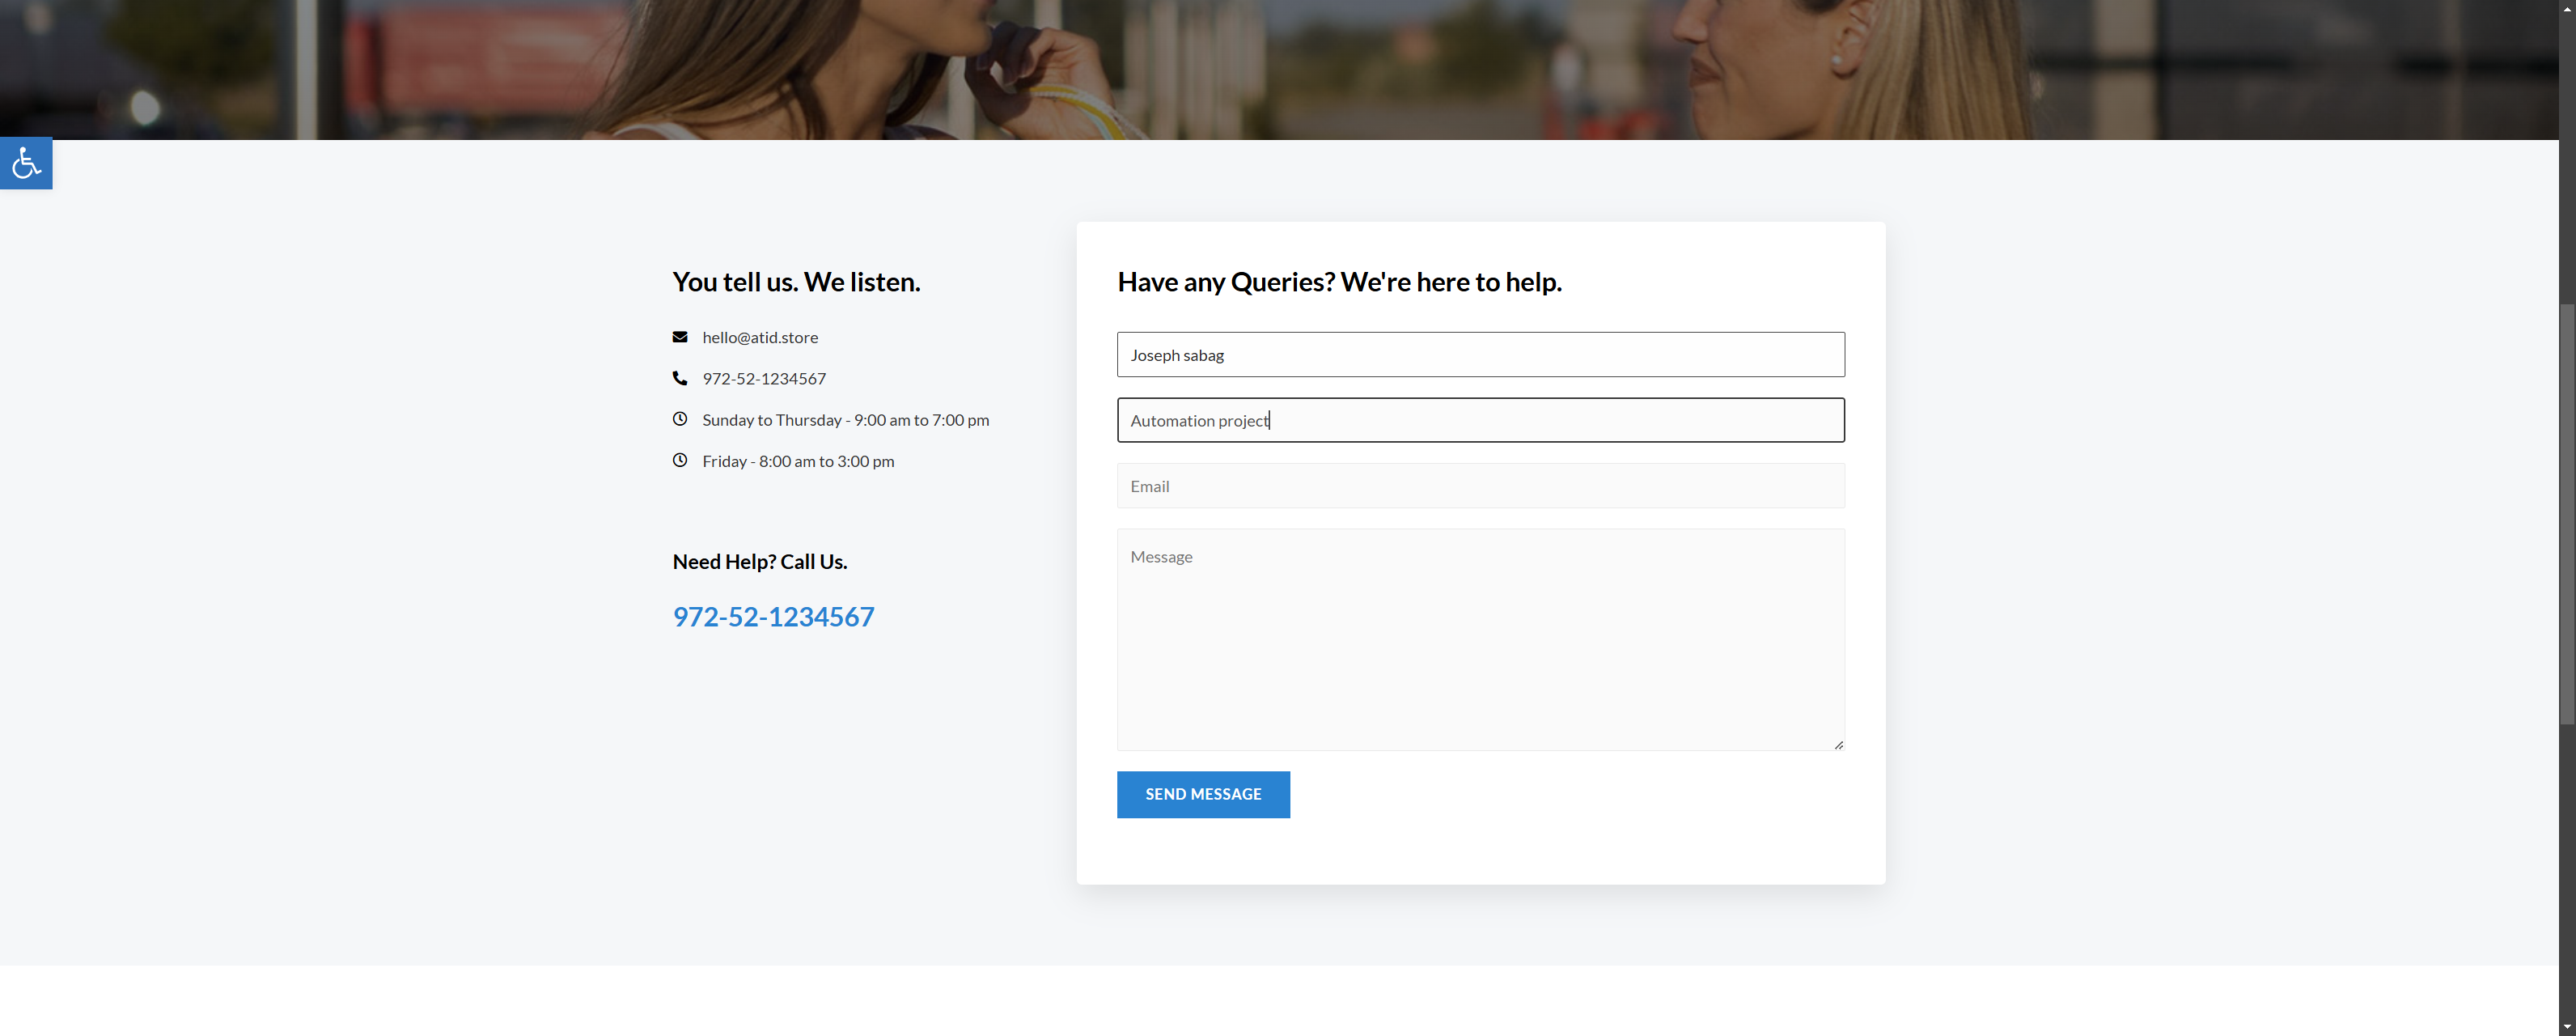 You tell us. We listen.
hello@atid.store
972-52-1234567
Sunday to Thursday - 9:00 am to 7:00 pm
Friday - 8:00 am to 3:00 pm
Need Help? Call Us.
972-52-1234567
Have any Queries? We're here to help.
Joseph sabag
Automation project
Email
Message
SEND MESSAGE